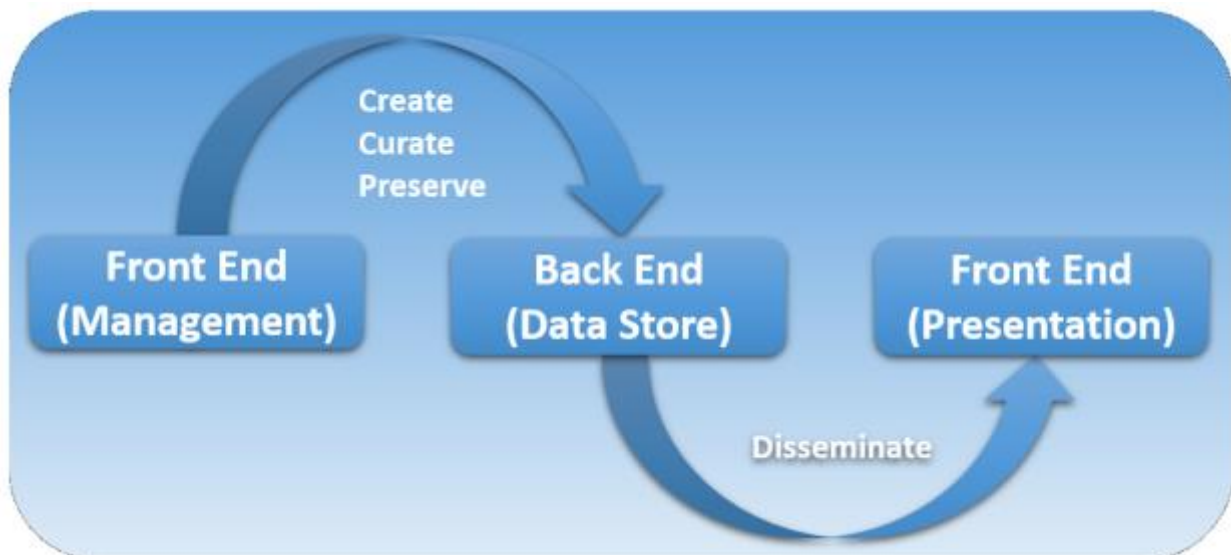 Create
Curate
Preserve
Front End
(Management)
Back End
(Data Store)
Front End
(Presentation)
Disseminate